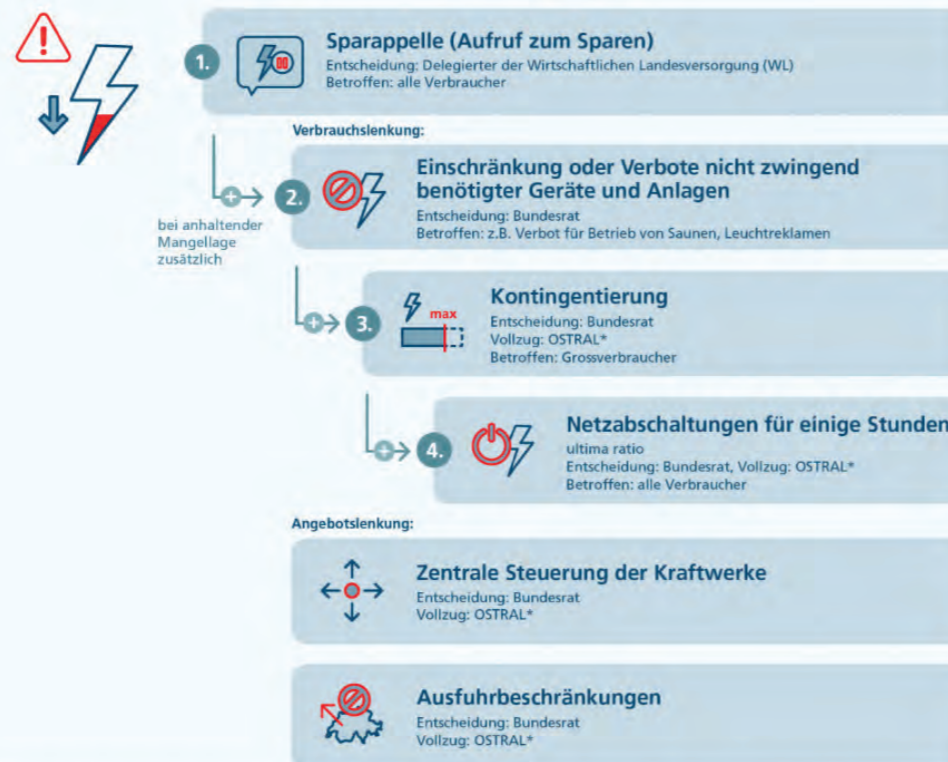 1.
Sparappelle (Aufruf zum Sparen)
Entscheidung: Delegierter der Wirtschaftlichen Landesversorgung (WL)
Betroffen: alle Verbraucher
Verbrauchslenkung:
bei anhaltender
Mangellage
zusätzlich
2.
Einschränkung oder Verbote nicht zwingend
benötigter Geräte und Anlagen
Entscheidung: Bundesrat
Betroffen: z.B. Verbot für Betrieb von Saunen, Leuchtreklamen
3.
max
Kontingentierung
Entscheidung: Bundesrat
Vollzug: OSTRAL*
Betroffen: Grossverbraucher
4.
Netzabschaltungen für einige Stunden
ultima ratio
Entscheidung: Bundesrat, Vollzug: OSTRAL*
Betroffen: alle Verbraucher
Angebotslenkung:
Zentrale Steuerung der Kraftwerke
Entscheidung: Bundesrat
Vollzug: OSTRAL*
Ausfuhrbeschränkungen
Entscheidung: Bundesrat
Vollzug: OSTRAL*